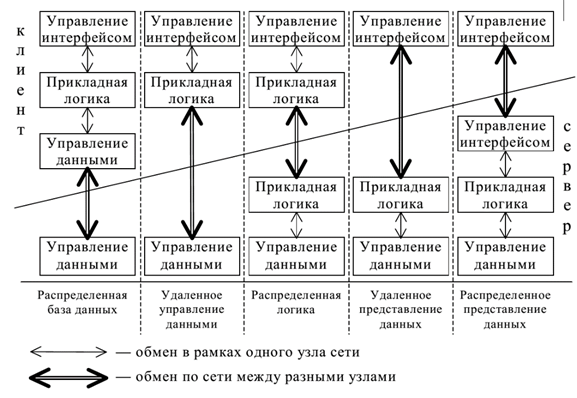 клиент
Управление
интерфейсом
Управление
интерфейсом
Управление
интерфейсом
Управление
интерфейсом
Управление
интерфейсом
Прикладная
логика
Прикладная
логика
Прикладная
логика
Управление
данными
Управление
интерфейсом
сервер
Прикладная
логика
Прикладная
логика
Прикладная
логика
Управление
данными
Управление
данными
Управление
данными
Управление
данными
Управление
данными
Распределенная
база данных
Удаленное
управление
данными
Распределенная
логика
Удаленное
представление
данных
Распределенное
представление
данных
— обмен в рамках одного узла сети
— обмен по сети между разными узлами